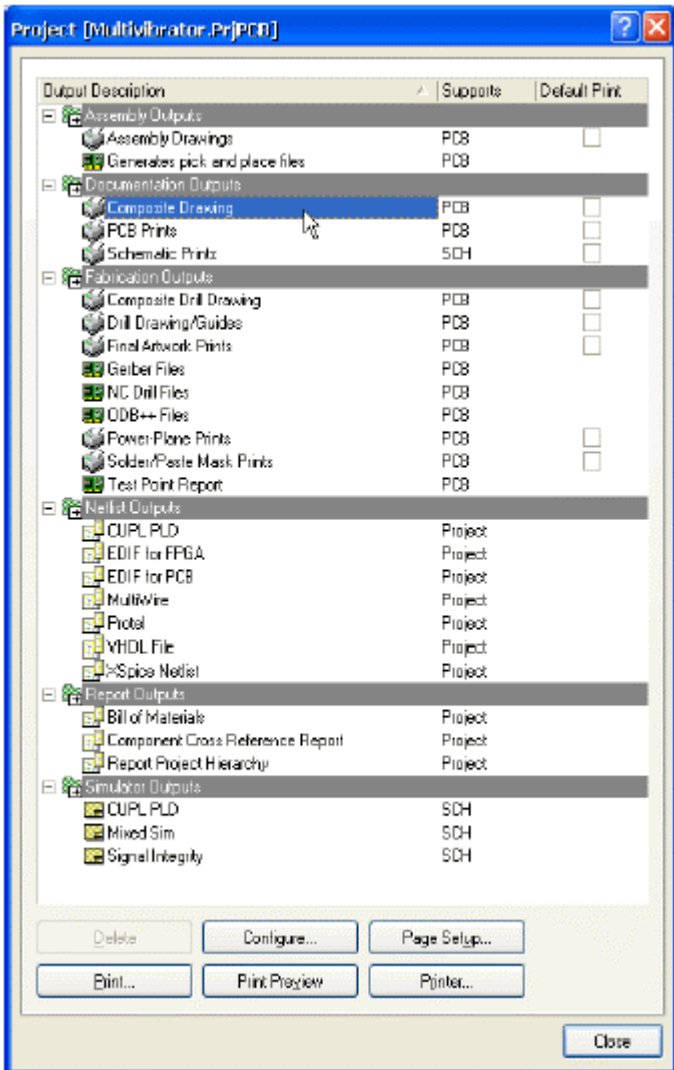 Project [Multivibrator.PrjPCB]
Output Description Supports Default Print
Assembly Outputs
Assembly Drawings PCB
Generates pick and place files PCB
Documentation Outputs
Composite Drawing PCB
PCB Prints PCB
Schematic Prints SCH
Fabrication Outputs
Composite Drill Drawing PCB
Drill Drawing/Guides PCB
Final Artwork Prints PCB
Gerber Files PCB
NC Drill Files PCB
ODB++ Files PCB
Power-Plane Prints PCB
Solder/Paste Mask Prints PCB
Test Point Report PCB
Netlist Outputs
CUPL PLD Project
EDIF for FPGA Project
EDIF for PCB Project
MultiWire Project
Protel Project
VHDL File Project
XSpice Netlist Project
Report Outputs
Bill of Materials Project
Component Cross Reference Report Project
Report Project Hierarchy Project
Simulator Outputs
CUPL PLD SCH
Mixed Sim SCH
Signal Integrity SCH
Delete Configure... Page Setup...
Print... Print Preview Printer...
Close